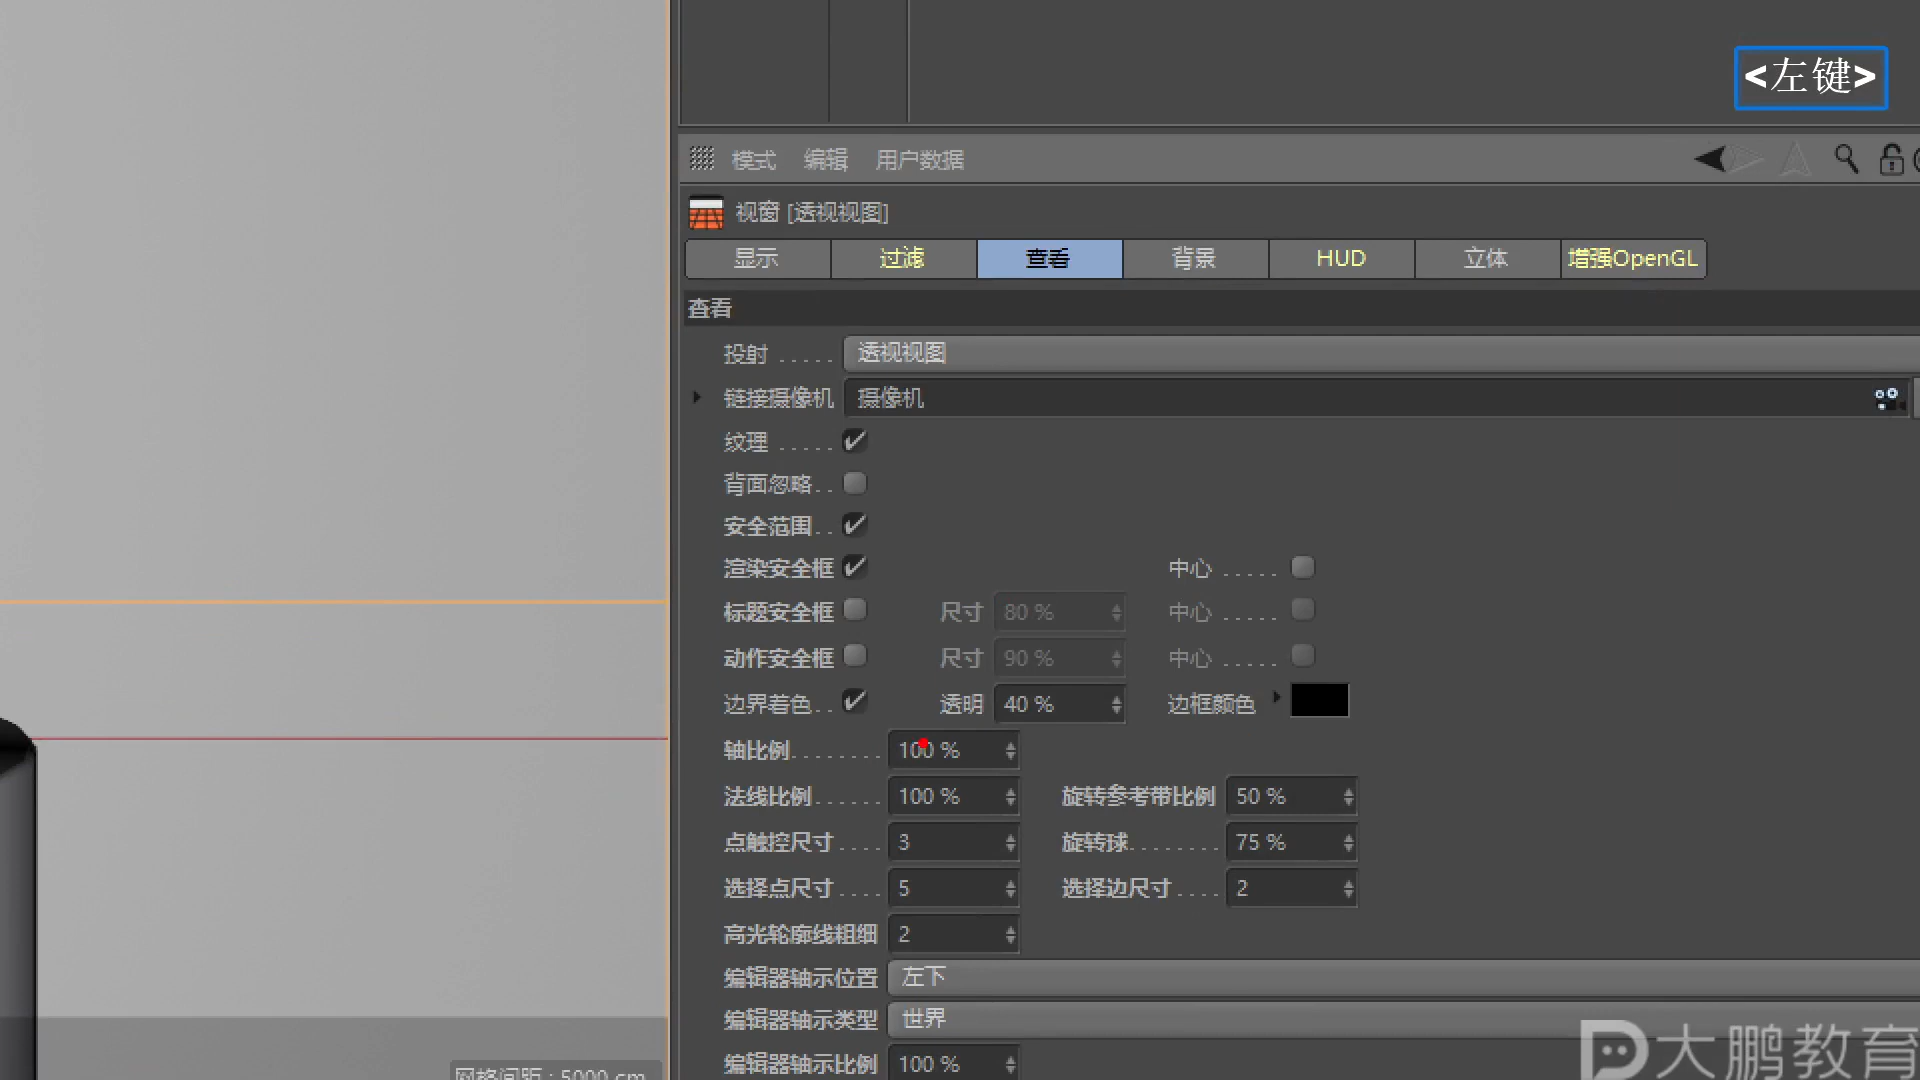 <左键>
模式 编辑 用户数据
视窗 [透视视图]
显示 过滤 查看 背景 HUD 立体 增强OpenGL
查看
投射 ..... 透视视图
链接摄像机 摄像机
纹理 .....
背面忽略 ..
安全范围 ..
渲染安全框 中心 .....
标题安全框 尺寸 80 % 中心 .....
动作安全框 尺寸 90 % 中心 .....
边界着色 .. 透明 40 % 边框颜色
轴比例 ........ 100 %
法线比例 ...... 100 % 旋转参考带比例 50 %
点触控尺寸 .... 3 旋转球 ........ 75 %
选择点尺寸 .... 5 选择边尺寸 .... 2
高光轮廓线粗细 2
编辑器轴示位置 左下
编辑器轴示类型 世界
编辑器轴示比例 100 %
网格间距 : 5000 cm
大鹏教育